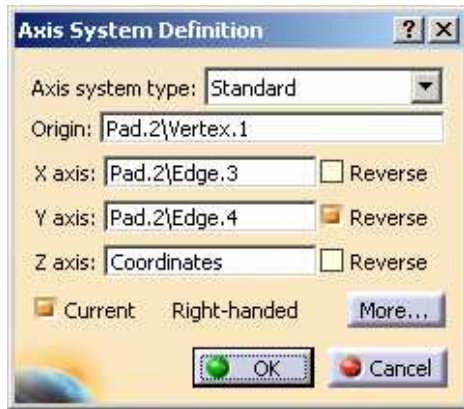 Axis System Definition
Axis system type: Standard
Origin: Pad.2\Vertex.1
X axis: Pad.2\Edge.3 Reverse
Y axis: Pad.2\Edge.4 Reverse
Z axis: Coordinates Reverse
Current Right-handed More...
OK Cancel